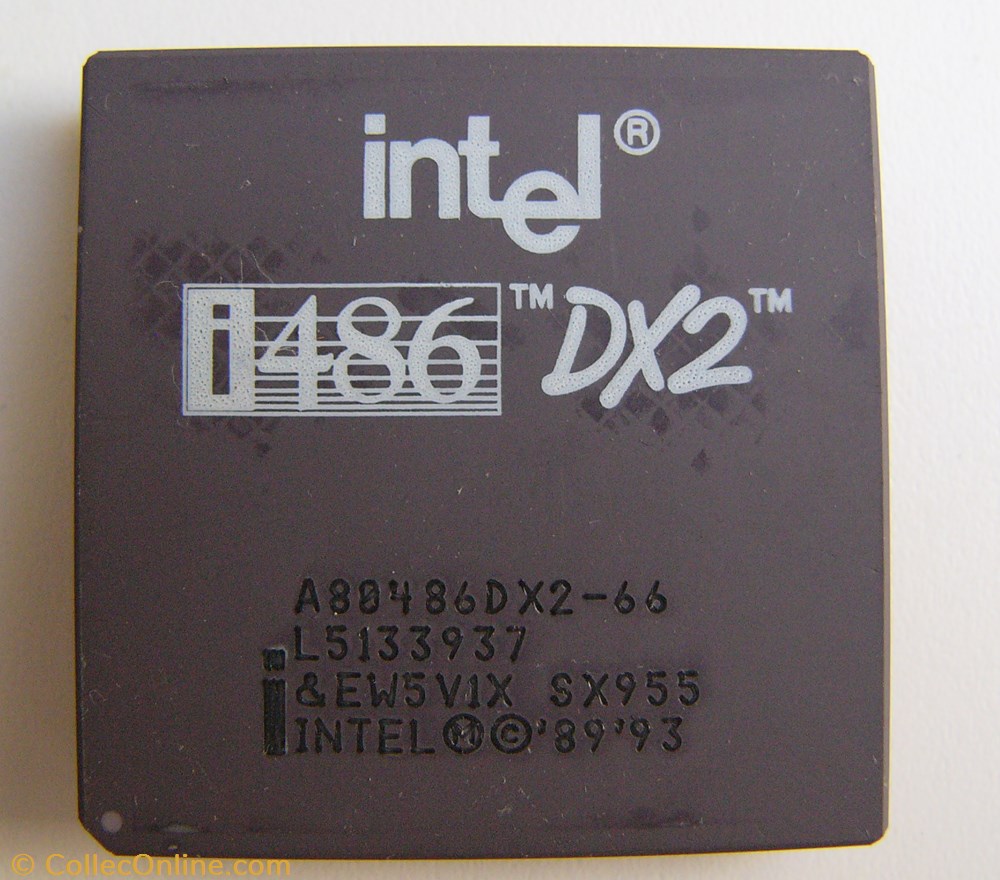 intel®
i486™ DX2™
A80486DX2-66
L5133937
&EW5V1X SX955
INTEL Ⓜ©'89'93
© CollecOnline.com